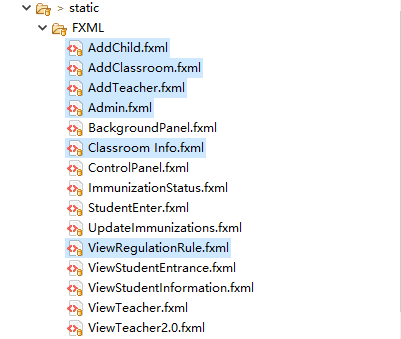 > static
FXML
AddChild.fxml
AddClassroom.fxml
AddTeacher.fxml
Admin.fxml
BackgroundPanel.fxml
Classroom Info.fxml
ControlPanel.fxml
ImmunizationStatus.fxml
StudentEnter.fxml
UpdateImmunizations.fxml
ViewRegulationRule.fxml
ViewStudentEntrance.fxml
ViewStudentInformation.fxml
ViewTeacher.fxml
ViewTeacher2.0.fxml